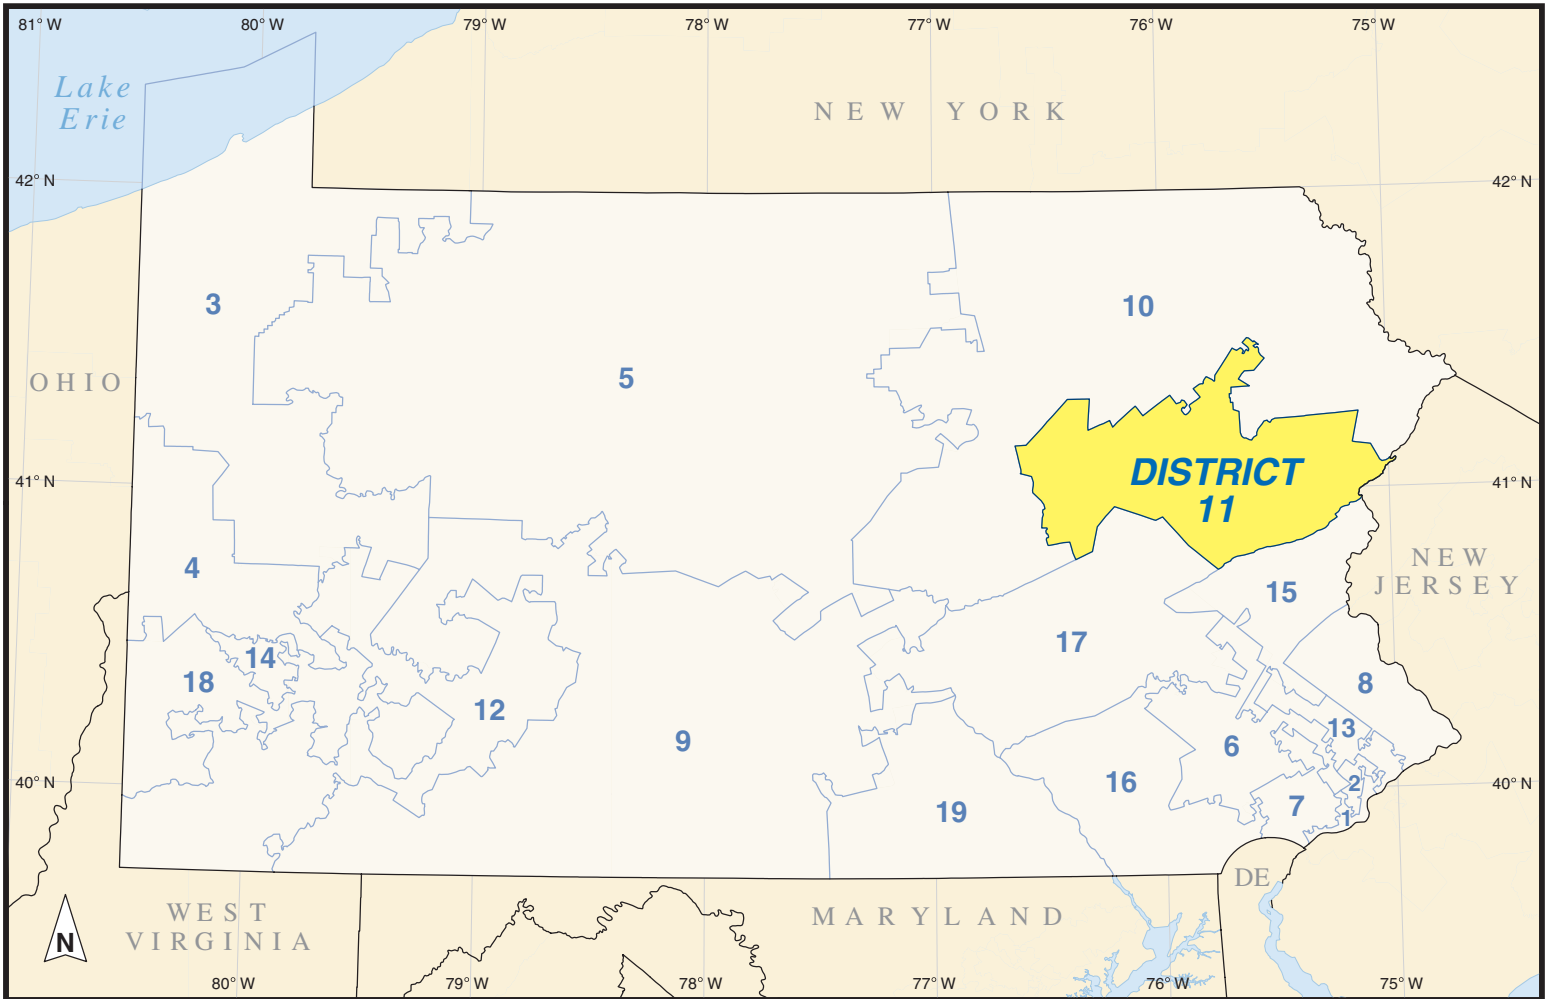 81° W 80° W 79° W 78° W 77° W 76° W 75° W
Lake
Erie
NEW YORK
42° N 42° N
3
10
5
OHIO
41° N 41° N
DISTRICT
11
4
NEW
JERSEY
15
17
14
18
8
12
13
9
6
40° N 40° N
16
2
7
19
1
DE
WEST
VIRGINIA
MARYLAND
N
80° W 79° W 78° W 77° W 76° W 75° W